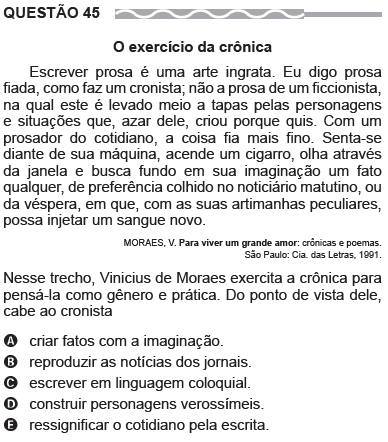 QUESTÃO 45
O exercício da crônica
Escrever prosa é uma arte ingrata. Eu digo prosa
fiada, como faz um cronista; não a prosa de um ficcionista,
na qual este é levado meio a tapas pelas personagens
e situações que, azar dele, criou porque quis. Com um
prosador do cotidiano, a coisa fia mais fino. Senta-se
diante de sua máquina, acende um cigarro, olha através
da janela e busca fundo em sua imaginação um fato
qualquer, de preferência colhido no noticiário matutino, ou
da véspera, em que, com as suas artimanhas peculiares,
possa injetar um sangue novo.
MORAES, V. Para viver um grande amor: crônicas e poemas.
São Paulo: Cia. das Letras, 1991.
Nesse trecho, Vinicius de Moraes exercita a crônica para
pensá-la como gênero e prática. Do ponto de vista dele,
cabe ao cronista
A criar fatos com a imaginação.
B reproduzir as notícias dos jornais.
C escrever em linguagem coloquial.
D construir personagens verossímeis.
E ressignificar o cotidiano pela escrita.